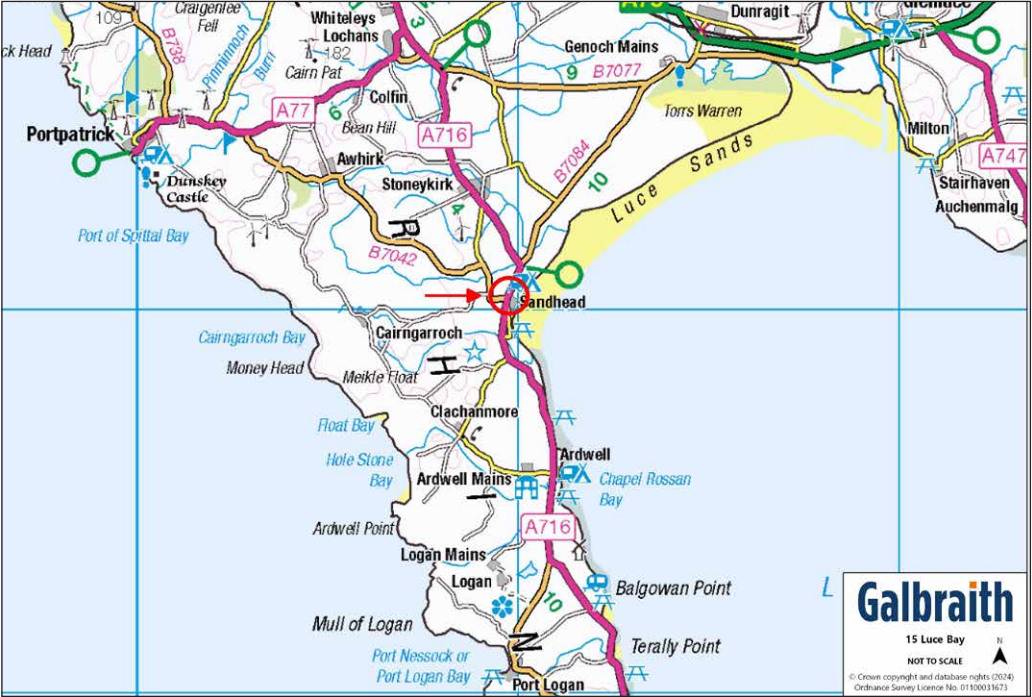 109
Craigenlee
Fell
B738
Pinminnoch
Burn
Whiteleys
Lochans
3
182
Cairn Pat
A77
6
Colfin
Bean Hill
A716
Genoch Mains
9
B7077
Dunragit
Torrs Warren
Luce Sands
Milton
A747
Stairhaven
Auchenmalg
ck Head
Portpatrick
Dunskey
Castle
Port of Spittal Bay
Awhirk
Stoneykirk
4
R
B7042
B7084
10
Sandhead
Cairngarroch Bay
Money Head
Cairngarroch
H
Meikle Float
Float Bay
Clachanmore
Hole Stone
Bay
Ardwell Mains
Ardwell
Chapel Rossan
Bay
I
Ardwell Point
A716
Logan Mains
Logan
10
Balgowan Point
Mull of Logan
N
Terally Point
Port Nessock or
Port Logan Bay
Port Logan
L
Galbraith
15 Luce Bay
N
NOT TO SCALE
© Crown copyright and database rights (2024)
Ordnance Survey Licence No 0100031673